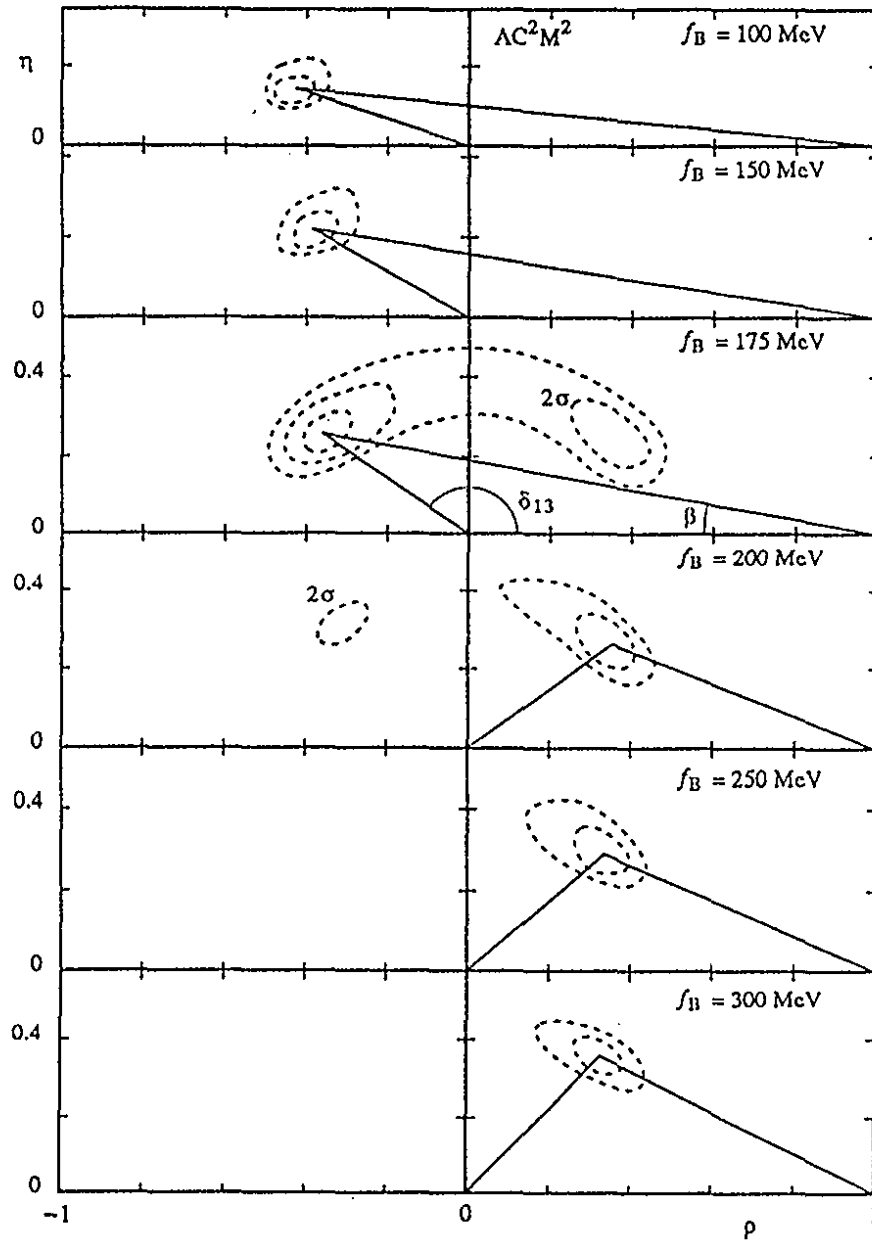 η
ΛC²M²
f_B = 100 MeV
0
f_B = 150 MeV
0
f_B = 175 MeV
0.4
2σ
δ₁₃
β
0
f_B = 200 MeV
0.4
2σ
0
f_B = 250 MeV
0.4
0
f_B = 300 MeV
0.4
0
−1
0
ρ